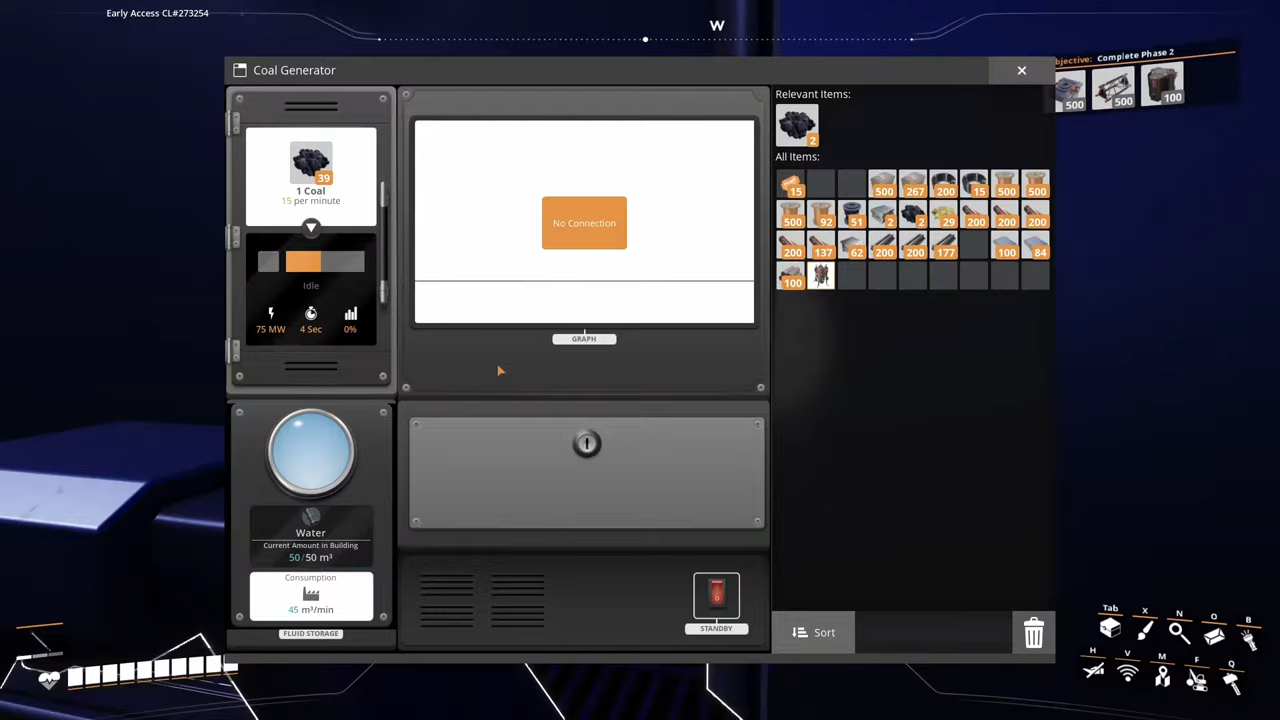 Early Access CL#273254
W
Objective: Complete Phase 2
500 500 100
Coal Generator
39
1 Coal
15 per minute
Idle
75 MW 4 Sec 0%
No Connection
GRAPH
Water
Current Amount in Building
50/50 m³
Consumption
45 m³/min
FLUID STORAGE
STANDBY
Relevant Items:
2
All Items:
15 500 267 200 15 500 500
500 92 51 2 2 29 200 200 200
200 137 62 200 200 177 100 84
100
Sort
Tab X N O B
H V M F Q